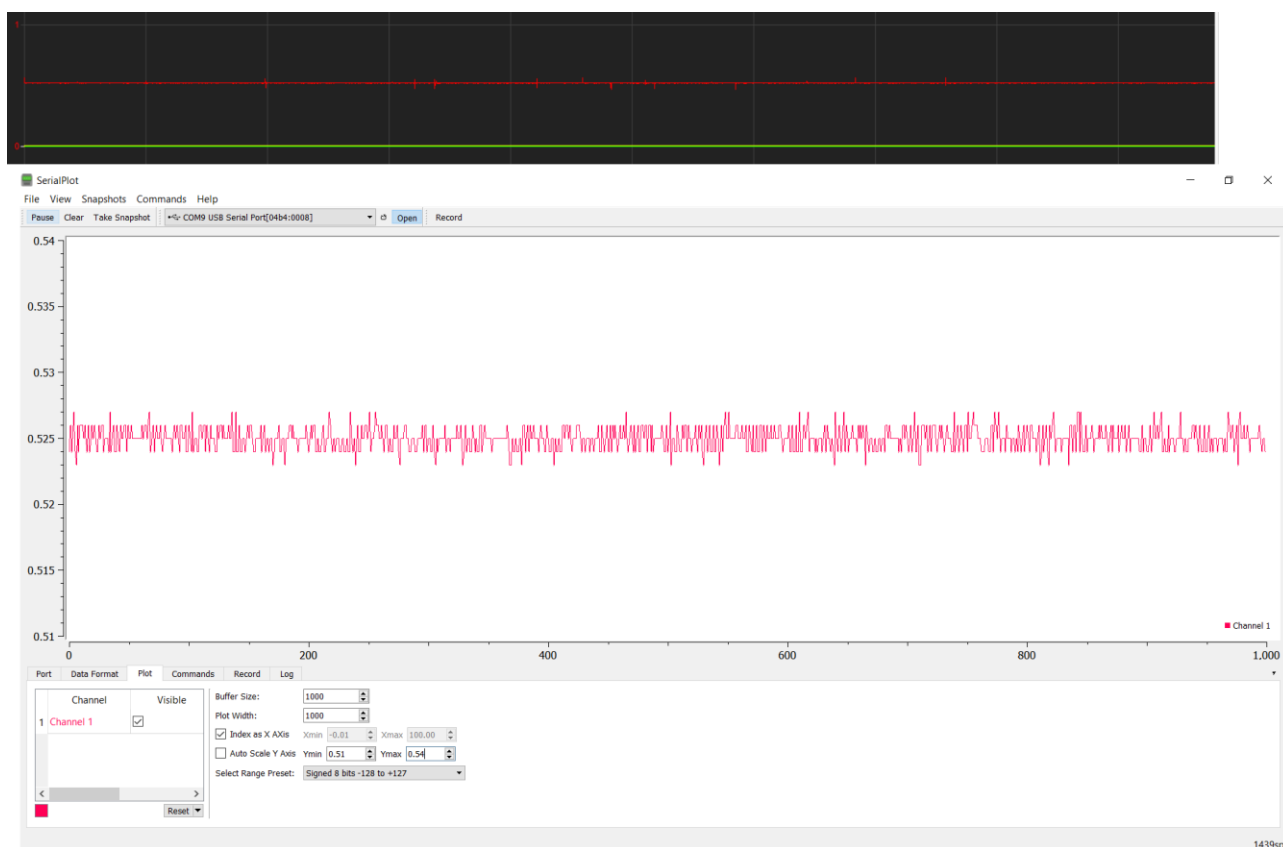 1
0
SerialPlot
File View Snapshots Commands Help
Pause Clear Take Snapshot COM9 USB Serial Port[04b4:0008] Open Record
0.54
0.535
0.53
0.525
0.52
0.515
0.51
Channel 1
0 200 400 600 800 1,000
Port Data Format Plot Commands Record Log
Channel Visible
1 Channel 1
Reset
Buffer Size: 1000
Plot Width: 1000
Index as X AXis Xmin -0.01 Xmax 100.00
Auto Scale Y Axis Ymin 0.51 Ymax 0.54
Select Range Preset: Signed 8 bits -128 to +127